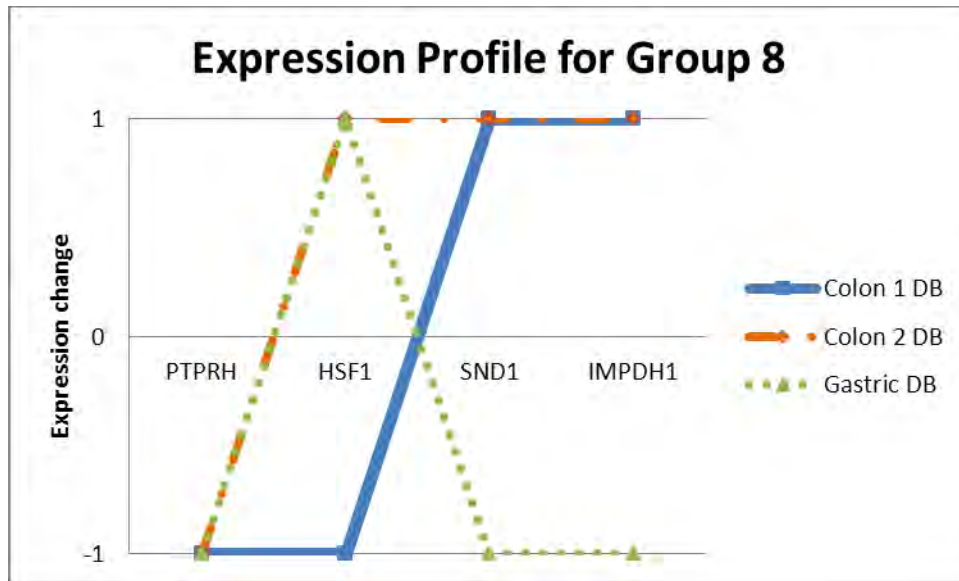 Expression Profile for Group 8
1
0
-1
Expression change
PTPRH HSF1 SND1 IMPDH1
Colon 1 DB
Colon 2 DB
Gastric DB